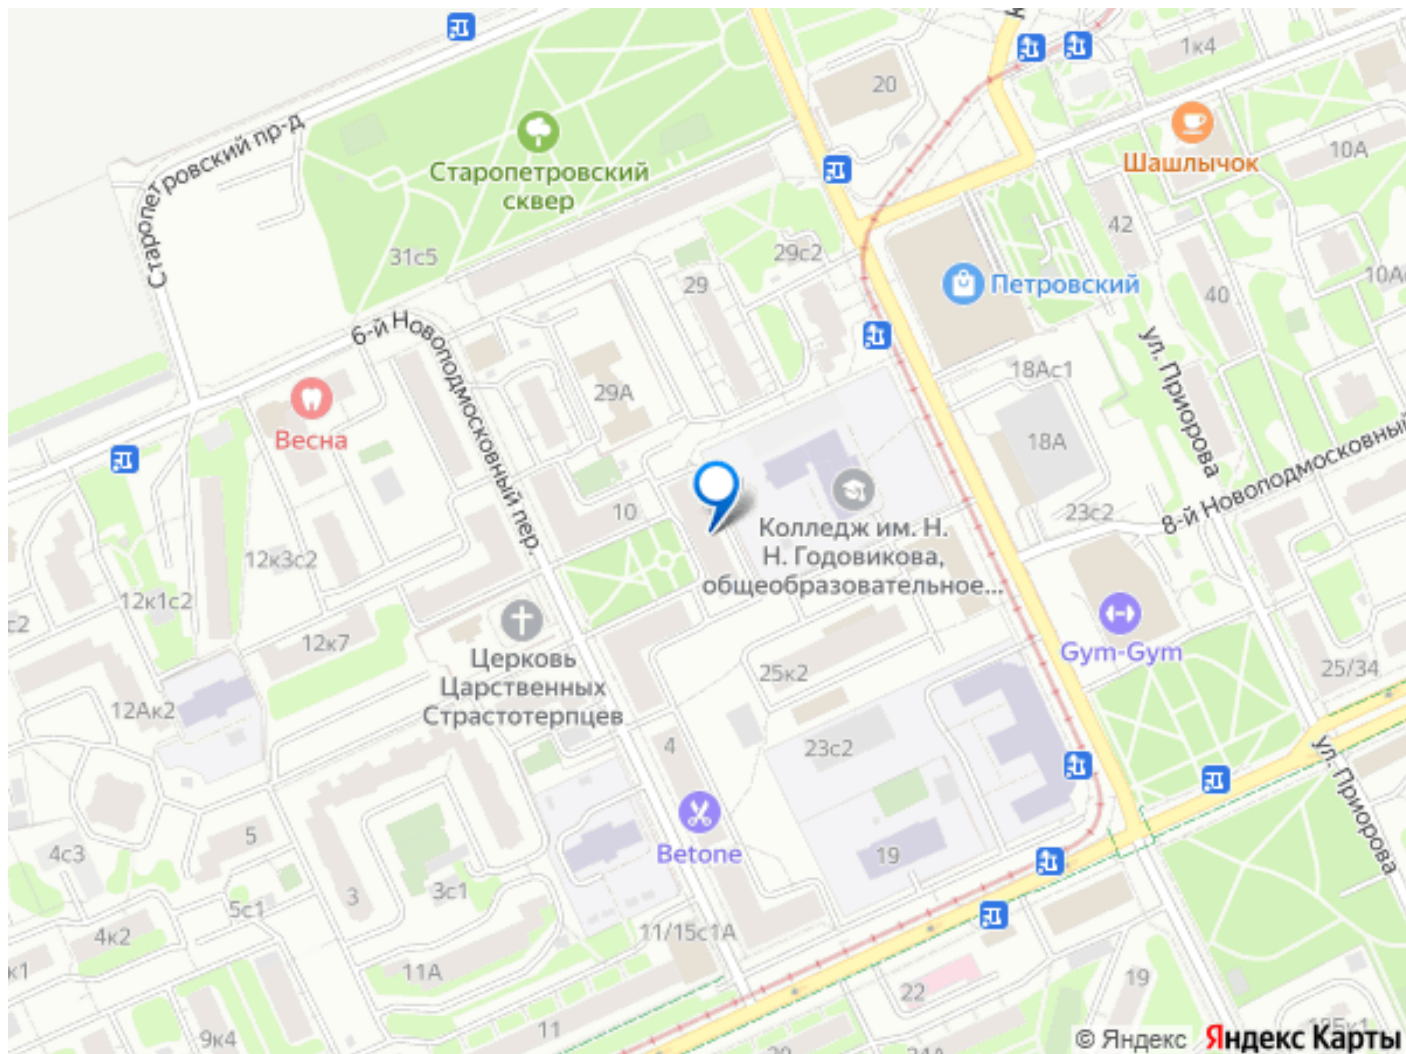 1к4
20
Шашлычок
10А
Старопетровский пр-д
Старопетровский
сквер
42
31с5
29с2
29
Петровский
40
10А
6-й Новоподмосковный пер.
ул. Приорова
18Ас1
29А
Весна
18А
8-й Новоподмосковный
10
23с2
Колледж им. Н.
Н. Годовикова,
общеобразовательное...
12к3с2
12к1с2
с2
12к7
Gym-Gym
Церковь
Царственных
Страстотерпцев
25к2
25/34
12Ак2
4
23с2
ул. Приорова
Betone
5
4с3
19
3с1
3
5с1
4к2
11/15с1А
к1
11А
22
19
11
9к4
© Яндекс Яндекс Карты